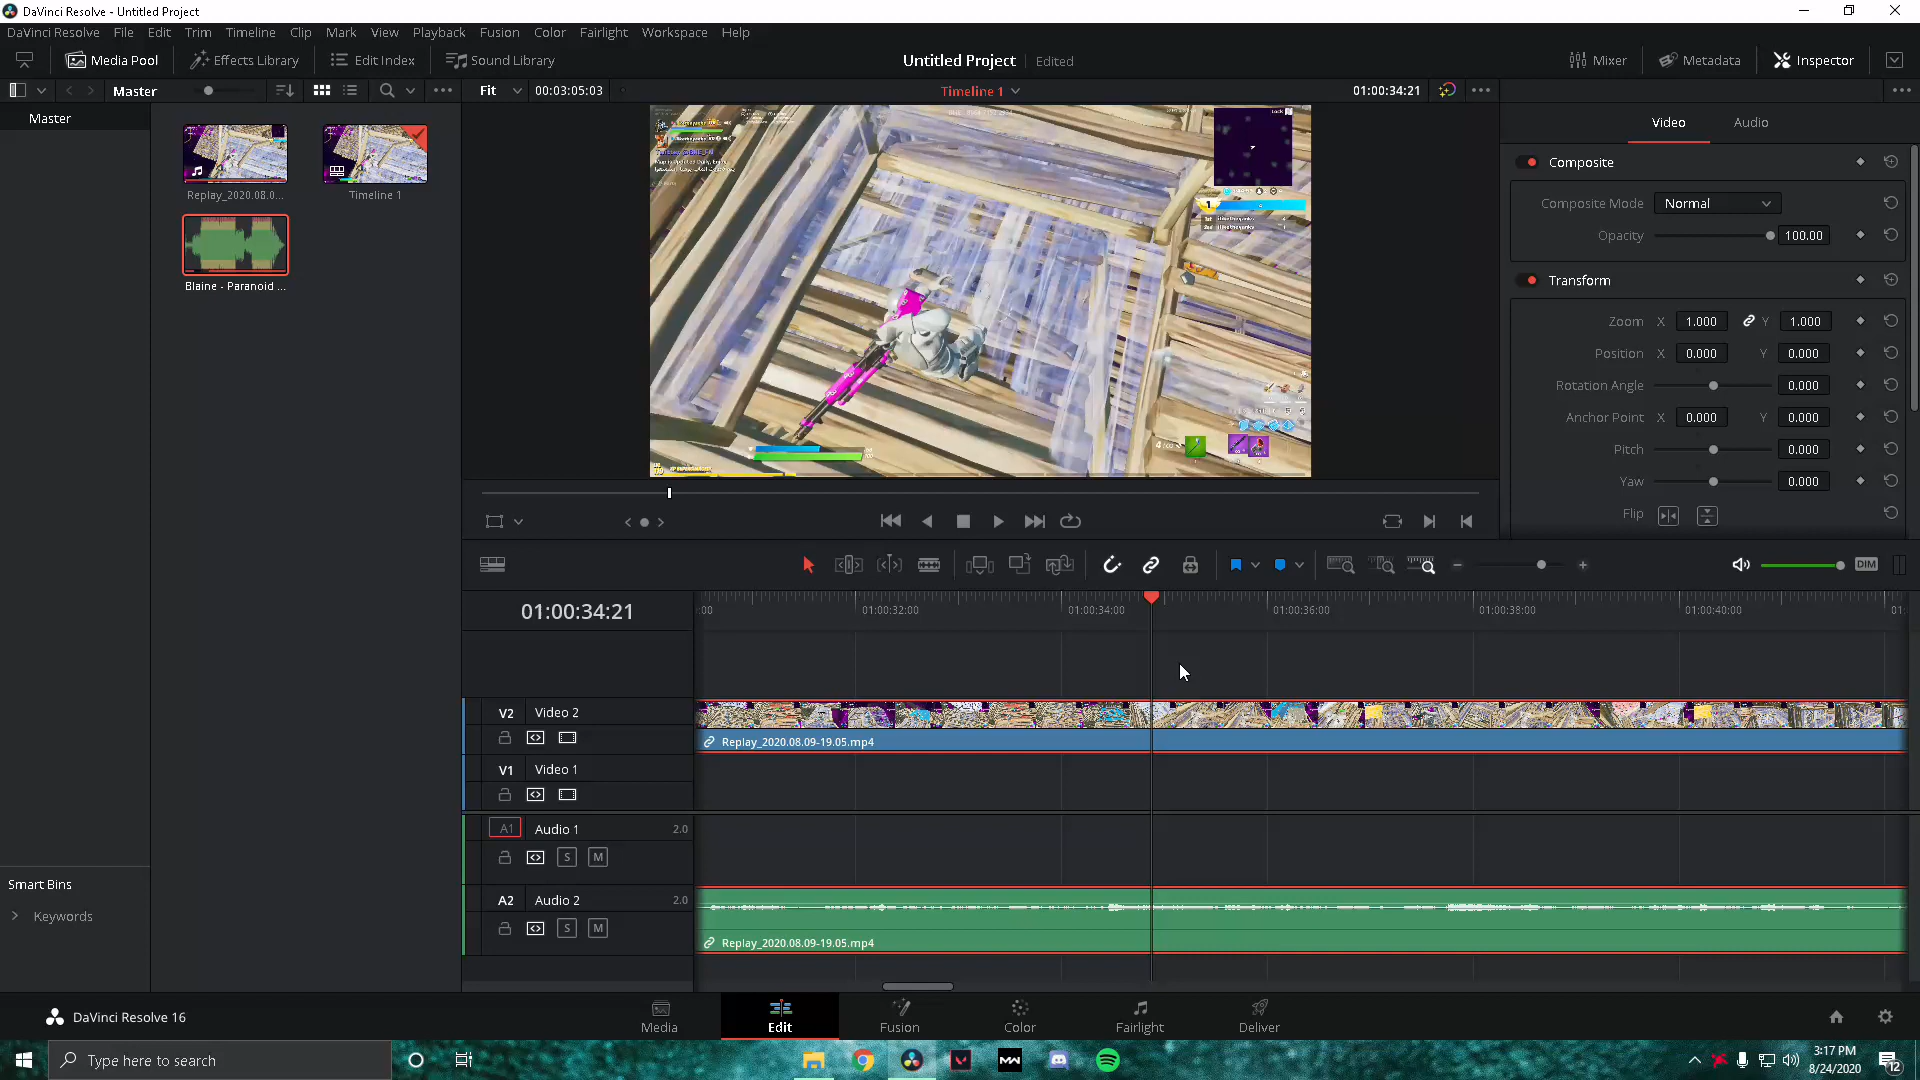 DaVinci Resolve - Untitled Project
DaVinci Resolve File Edit Trim Timeline Clip Mark View Playback Fusion Color Fairlight Workspace Help
Media Pool Effects Library Edit Index Sound Library Untitled Project Edited Mixer Metadata Inspector
Master Fit 00:03:05:03 Timeline 1 01:00:34:21
Master
Video Audio
Composite
Composite Mode Normal
Opacity 100.00
Transform
Zoom X 1.000 Y 1.000
Position X 0.000 Y 0.000
Rotation Angle 0.000
Anchor Point X 0.000 Y 0.000
Pitch 0.000
Yaw 0.000
Flip
Replay_2020.08.0... Timeline 1
Blaine - Paranoid ...
DIM
01:00:34:21
:00 01:00:32:00 01:00:34:00 01:00:36:00 01:00:38:00 01:00:40:00 01:
V2 Video 2
Replay_2020.08.09-19.05.mp4
V1 Video 1
A1 Audio 1 2.0
S M
A2 Audio 2 2.0
S M
Replay_2020.08.09-19.05.mp4
Smart Bins
Keywords
DaVinci Resolve 16
Media Edit Fusion Color Fairlight Deliver
Type here to search
MW
3:17 PM
8/24/2020
12